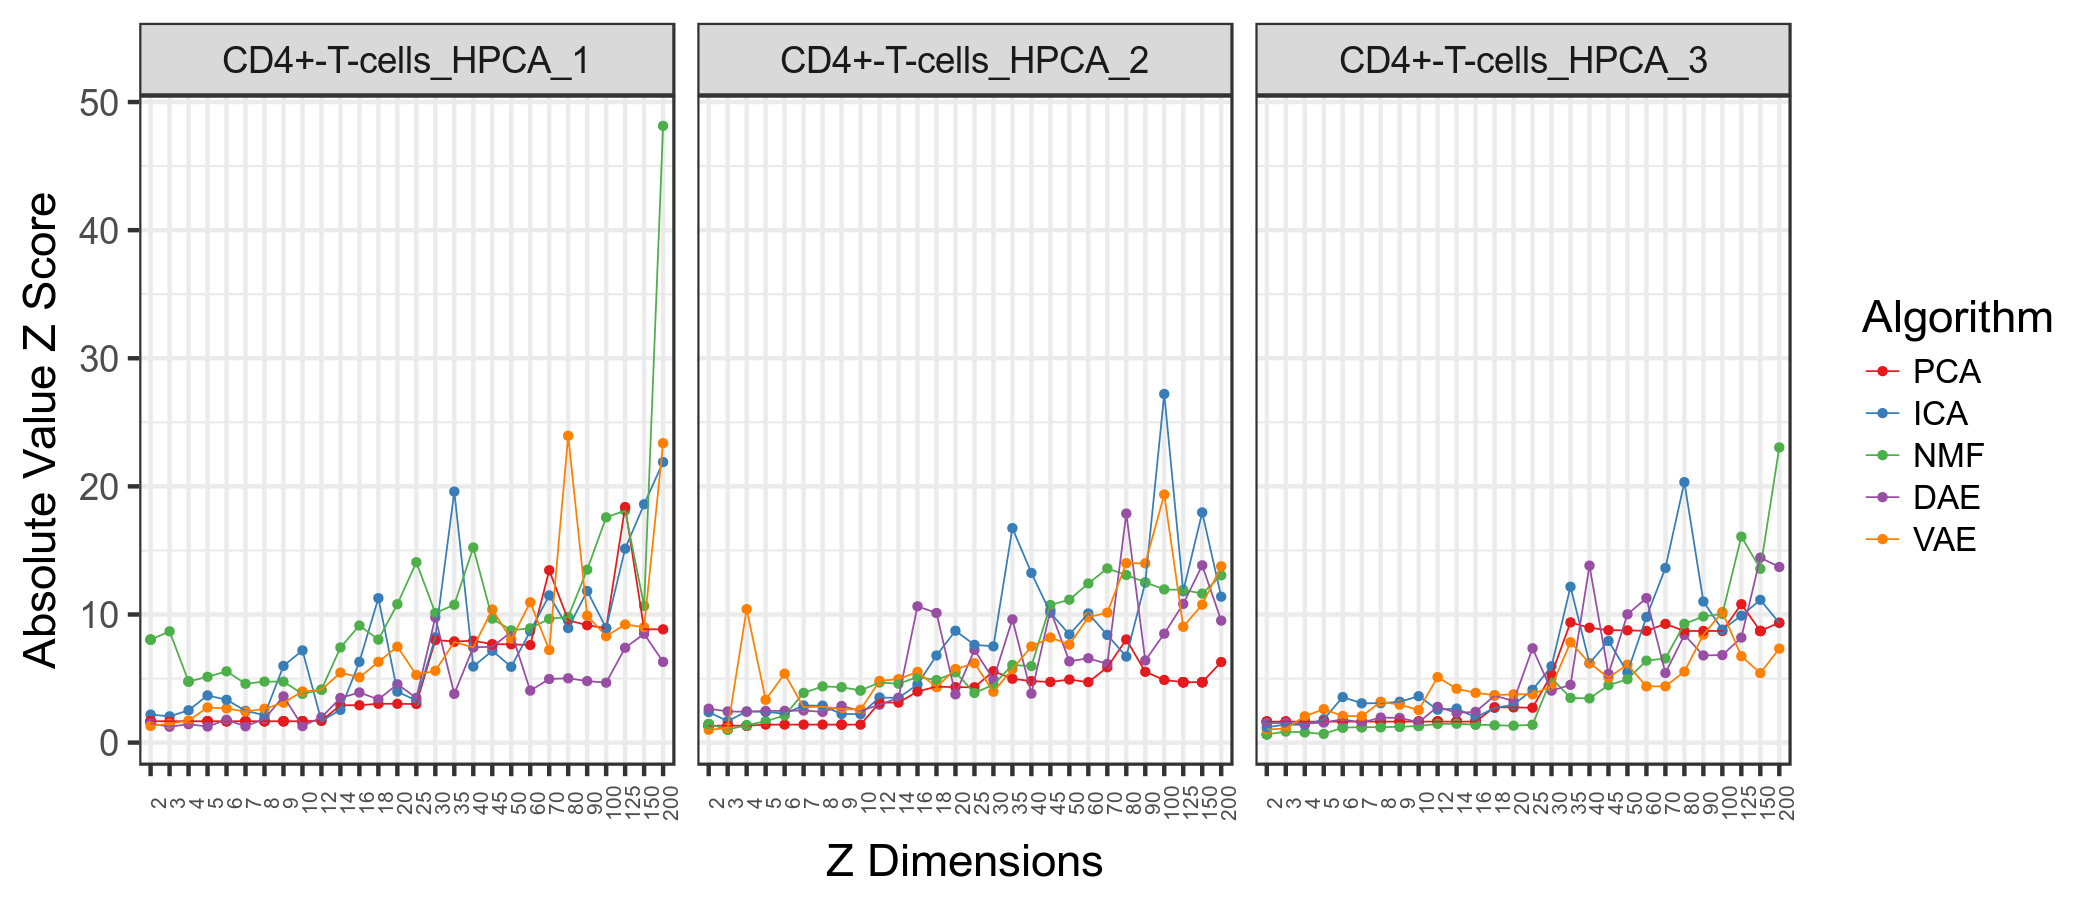 CD4+-T-cells_HPCA_1 CD4+-T-cells_HPCA_2 CD4+-T-cells_HPCA_3
50
40
30
20
10
0
Absolute Value Z Score
2 3 4 5 6 7 8 9 10 12 14 16 18 20 25 30 35 40 45 50 60 70 80 90 100 125 150 200
2 3 4 5 6 7 8 9 10 12 14 16 18 20 25 30 35 40 45 50 60 70 80 90 100 125 150 200
2 3 4 5 6 7 8 9 10 12 14 16 18 20 25 30 35 40 45 50 60 70 80 90 100 125 150 200
Z Dimensions
Algorithm
PCA
ICA
NMF
DAE
VAE